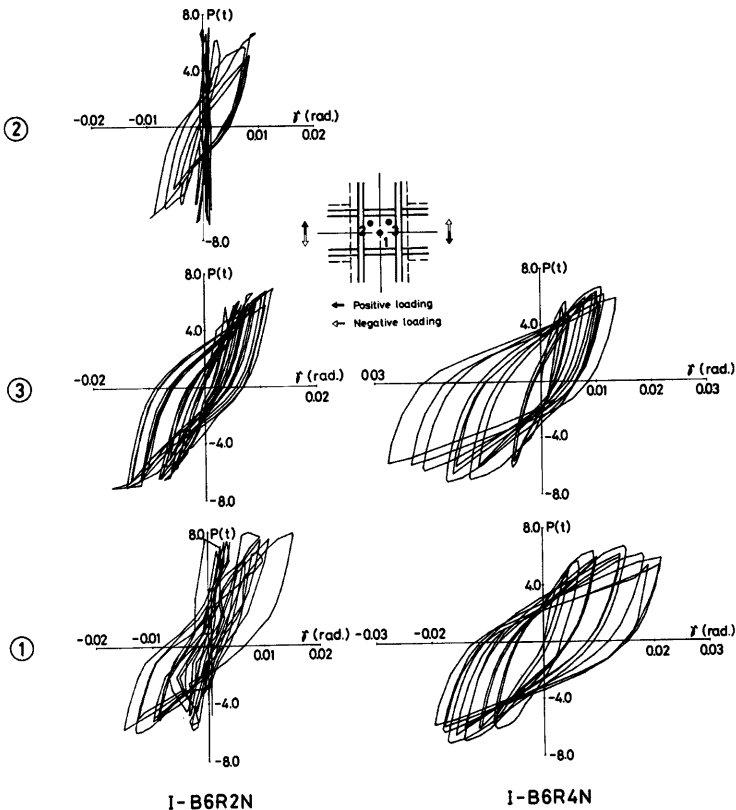 8.0 P(t)
4.0
②
-0.02 -0.01 0.01 0.02
γ (rad.)
-8.0
2 3
1
Positive loading
Negative loading
8.0 P(t)
4.0
③
-0.02 0.02
γ (rad.)
-4.0
-8.0
8.0 P(t)
4.0
003 0.01 0.02 0.03
γ (rad.)
-4.0
-8.0
8.0 P(t)
①
-0.02 -0.01 0.01 0.02
γ (rad.)
-4.0
-8.0
8.0 P(t)
4.0
-0.03 -0.02 0.02 0.03
γ (rad.)
-4.0
-8.0
I-B6R2N
I-B6R4N